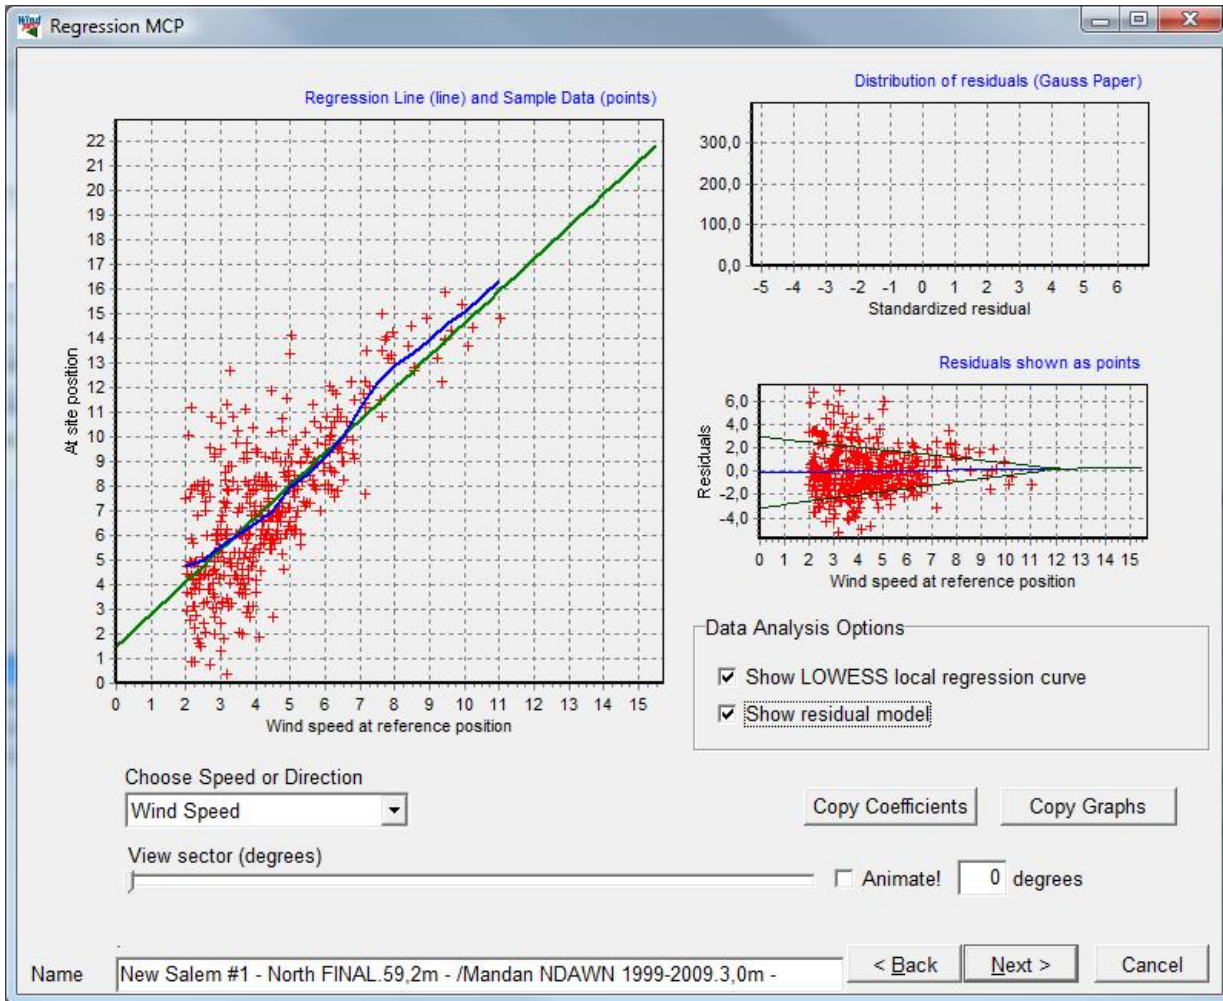 Wind
Regression MCP
Regression Line (line) and Sample Data (points)
22
21
20
19
18
17
16
15
14
13
12
11
10
9
8
7
6
5
4
3
2
1
0
At site position
0 1 2 3 4 5 6 7 8 9 10 11 12 13 14 15
Wind speed at reference position
Distribution of residuals (Gauss Paper)
300,0
200,0
100,0
0,0
-5 -4 -3 -2 -1 0 1 2 3 4 5 6
Standardized residual
Residuals shown as points
6,0
4,0
2,0
0,0
-2,0
-4,0
Residuals
0 1 2 3 4 5 6 7 8 9 10 11 12 13 14 15
Wind speed at reference position
Data Analysis Options
Show LOWESS local regression curve
Show residual model
Choose Speed or Direction
Wind Speed
Copy Coefficients
Copy Graphs
View sector (degrees)
Animate!
0 degrees
Name
New Salem #1 - North FINAL.59,2m - /Mandan NDAWN 1999-2009.3,0m -
< Back
Next >
Cancel